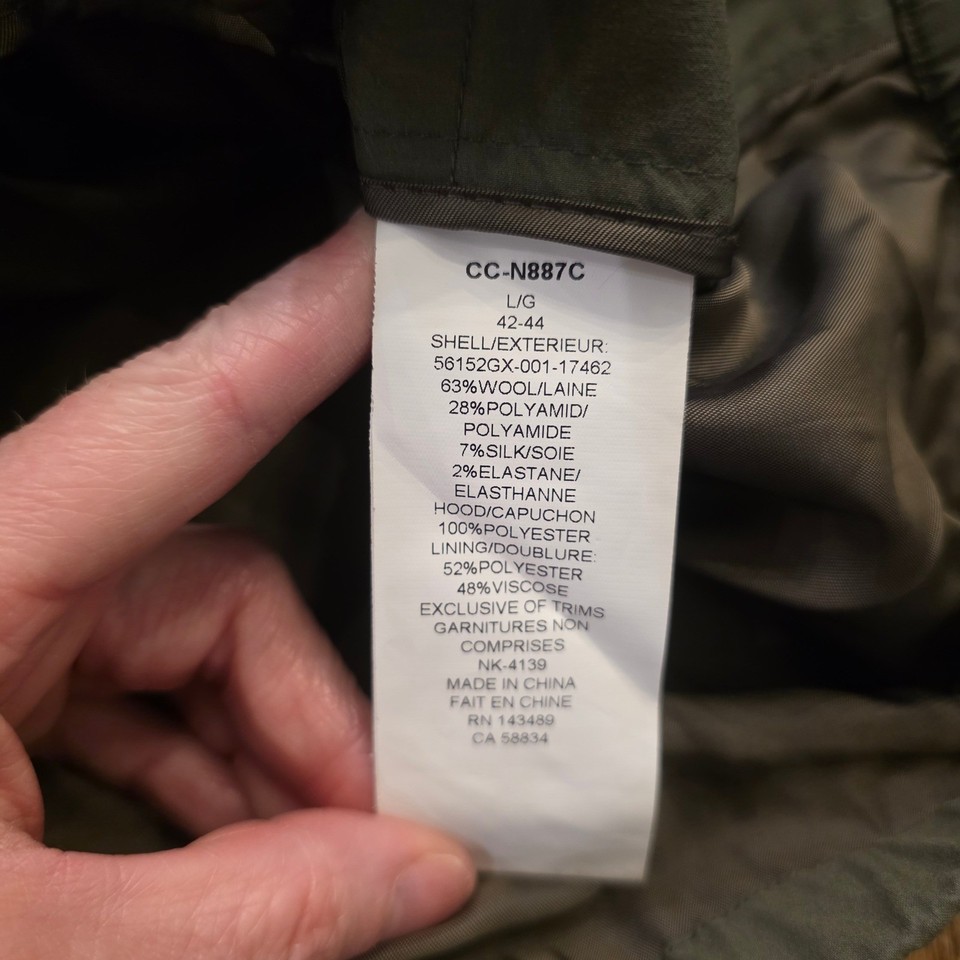 CC-N887C
L/G
42-44
SHELL/EXTERIEUR:
56152GX-001-17462
63%WOOL/LAINE
28%POLYAMID/
POLYAMIDE
7%SILK/SOIE
2%ELASTANE/
ELASTHANNE
HOOD/CAPUCHON
100%POLYESTER
LINING/DOUBLURE:
52%POLYESTER
48%VISCOSE
EXCLUSIVE OF TRIMS
GARNITURES NON
COMPRISES
NK-4139
MADE IN CHINA
FAIT EN CHINE
RN 143489
CA 58834